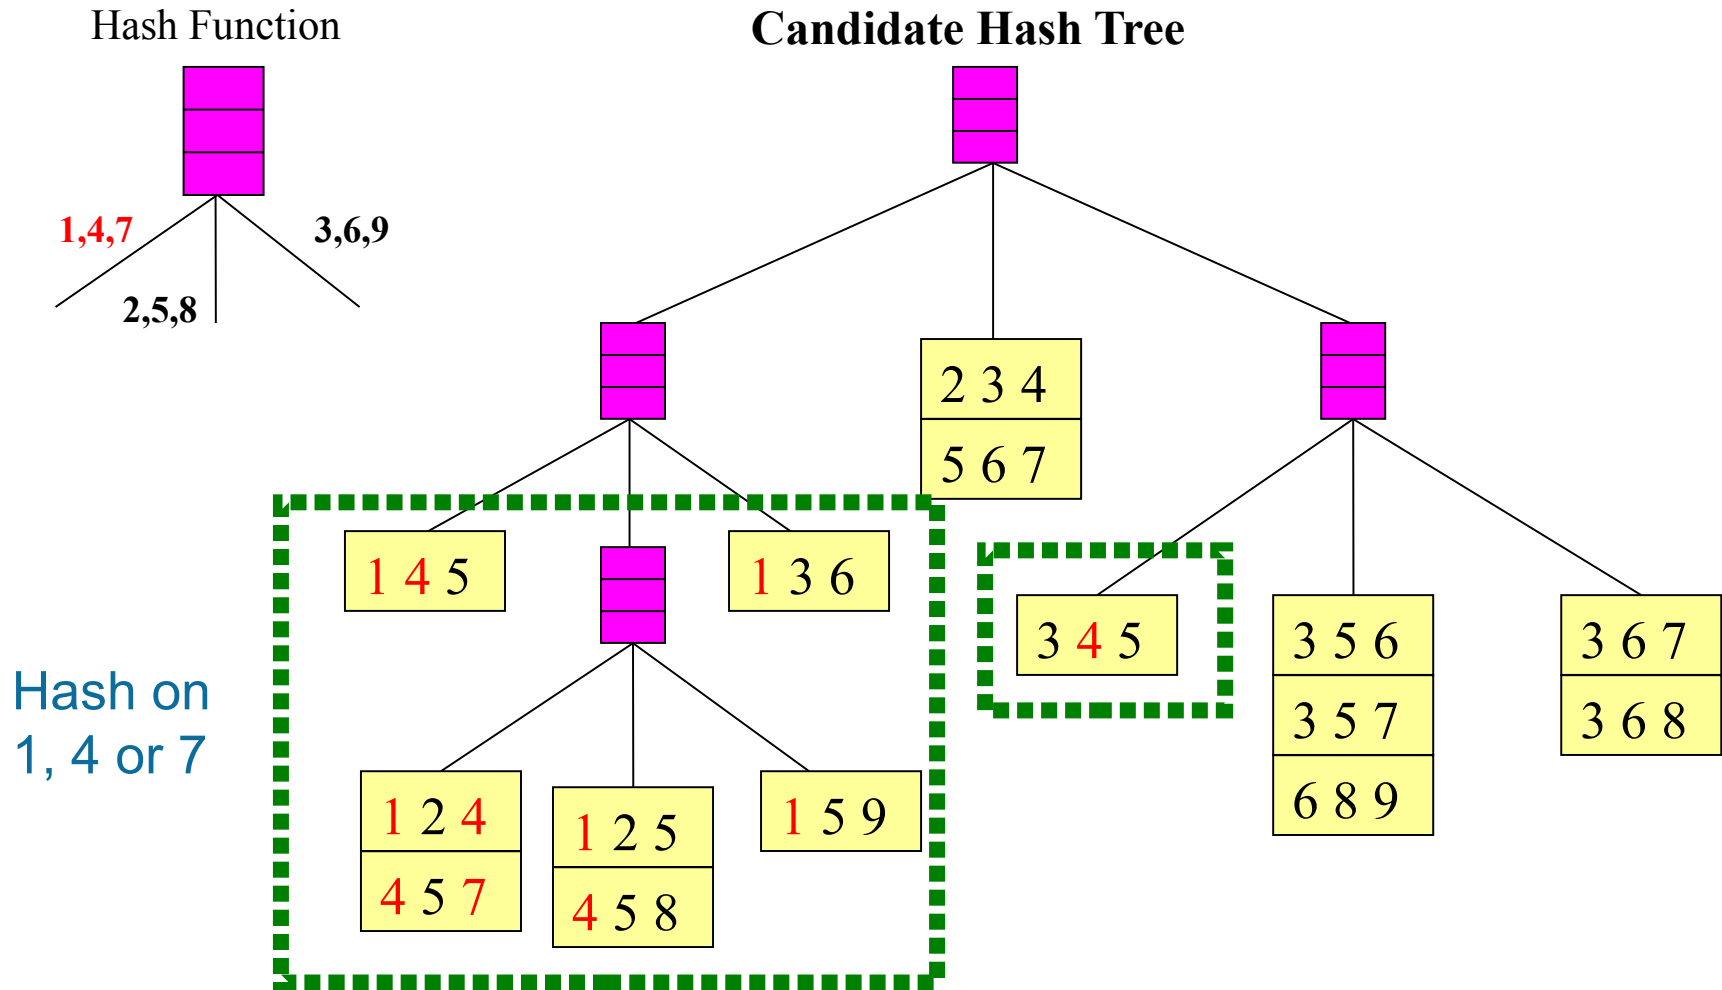 Hash Function
Candidate Hash Tree
1,4,7
3,6,9
2,5,8
2 3 4
5 6 7
1 4 5
1 3 6
3 4 5
3 5 6
3 5 7
6 8 9
3 6 7
3 6 8
Hash on
1, 4 or 7
1 2 4
4 5 7
1 2 5
4 5 8
1 5 9